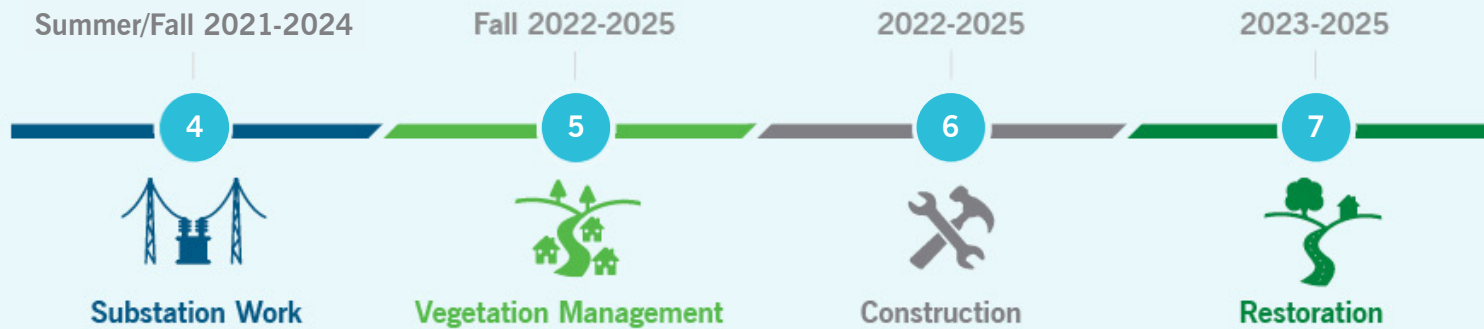 Summer/Fall 2021-2024
Fall 2022-2025
2022-2025
2023-2025
4
5
6
7
Substation Work
Vegetation Management
Construction
Restoration